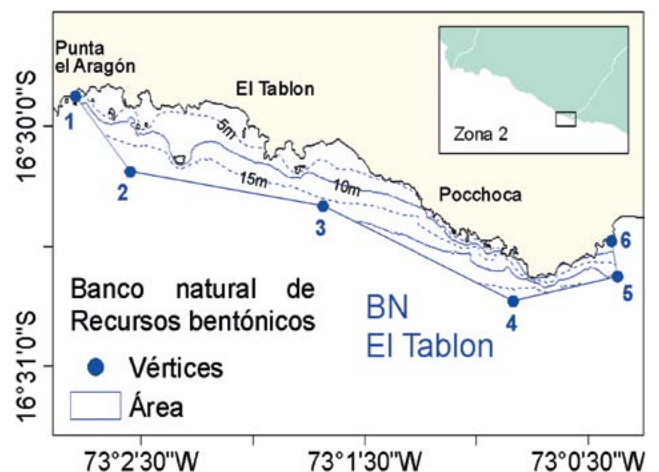 Punta
el Aragón
El Tablon
Zona 2
16°30'0"S
1
5m
2
15m
10m
3
Pocchoca
6
5
4
Banco natural de
Recursos bentónicos
BN
El Tablon
Vértices
Área
16°31'0"S
73°2'30"W
73°1'30"W
73°0'30"W